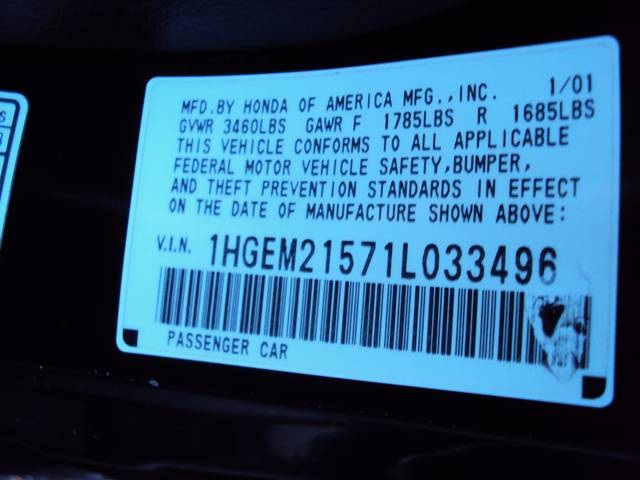 MFD.BY HONDA OF AMERICA MFG.,INC. 1/01
GVWR 3460LBS GAWR F 1785LBS R 1685LBS
THIS VEHICLE CONFORMS TO ALL APPLICABLE
FEDERAL MOTOR VEHICLE SAFETY,BUMPER,
AND THEFT PREVENTION STANDARDS IN EFFECT
ON THE DATE OF MANUFACTURE SHOWN ABOVE:
V.I.N. 1HGEM21571L033496
PASSENGER CAR